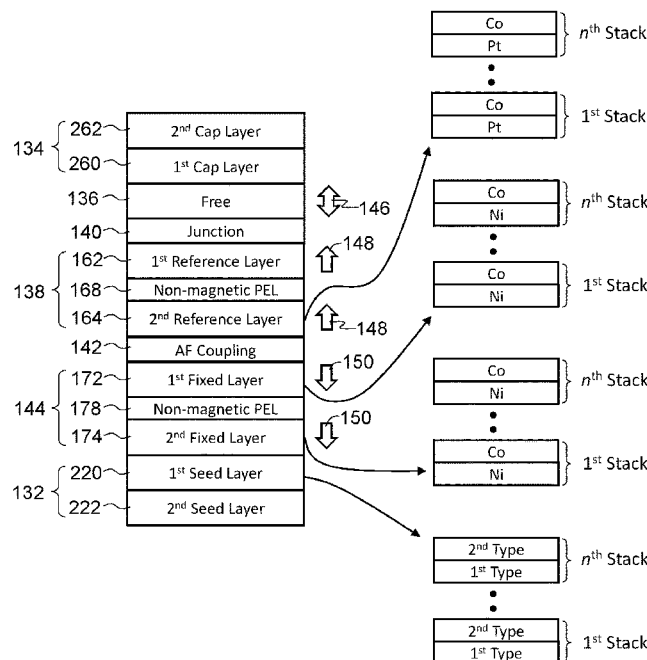 Co
Pt
nth Stack
Co
Pt
1st Stack
134
262
2nd Cap Layer
260
1st Cap Layer
136
Free
146
140
Junction
138
162
1st Reference Layer
148
168
Non-magnetic PEL
164
2nd Reference Layer
148
142
AF Coupling
144
172
1st Fixed Layer
150
178
Non-magnetic PEL
174
2nd Fixed Layer
150
132
220
1st Seed Layer
222
2nd Seed Layer
Co
Ni
nth Stack
Co
Ni
1st Stack
Co
Ni
nth Stack
Co
Ni
1st Stack
2nd Type
1st Type
nth Stack
2nd Type
1st Type
1st Stack